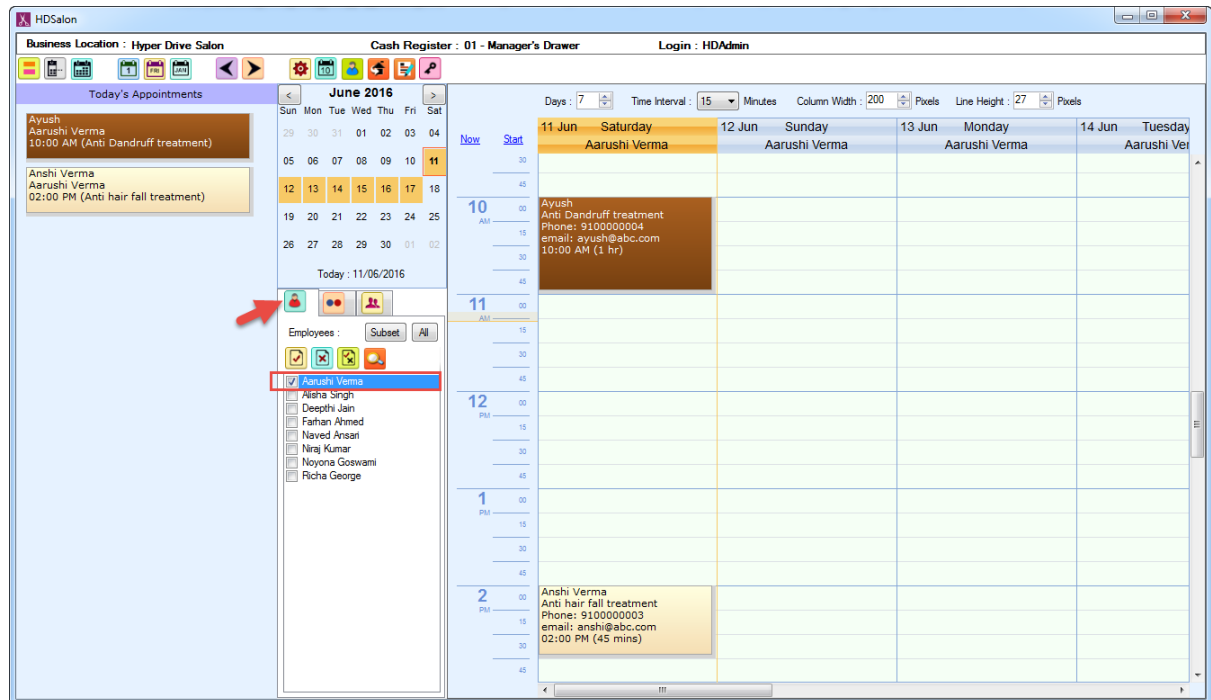 HDSalon
Business Location : Hyper Drive Salon Cash Register : 01 - Manager's Drawer Login : HDAdmin
1 FRI JAN 10
Today's Appointments
Ayush
Aarushi Verma
10:00 AM (Anti Dandruff treatment)
Anshi Verma
Aarushi Verma
02:00 PM (Anti hair fall treatment)
< June 2016 >
Sun Mon Tue Wed Thu Fri Sat
29 30 31 01 02 03 04
05 06 07 08 09 10 11
12 13 14 15 16 17 18
19 20 21 22 23 24 25
26 27 28 29 30 01 02
Today : 11/06/2016
Employees : Subset All
Aarushi Verma
Alisha Singh
Deepthi Jain
Farhan Ahmed
Naved Ansari
Niraj Kumar
Noyona Goswami
Richa George
Days : 7 Time Interval : 15 Minutes Column Width : 200 Pixels Line Height : 27 Pixels
Now Start
11 Jun Saturday 12 Jun Sunday 13 Jun Monday 14 Jun Tuesday
Aarushi Verma Aarushi Verma Aarushi Verma Aarushi Ver
30
45
10 00
AM
15
30
45
11 00
AM
15
30
45
12 00
PM
15
30
45
1 00
PM
15
30
45
2 00
PM
15
30
45
Ayush
Anti Dandruff treatment
Phone: 9100000004
email: ayush@abc.com
10:00 AM (1 hr)
Anshi Verma
Anti hair fall treatment
Phone: 9100000003
email: anshi@abc.com
02:00 PM (45 mins)